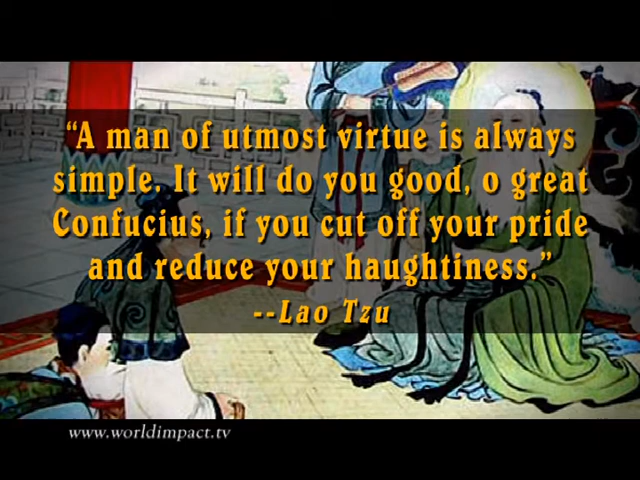 “A man of utmost virtue is always
simple. It will do you good, o great
Confucius, if you cut off your pride
and reduce your haughtiness.”
--Lao Tzu
www.worldimpact.tv